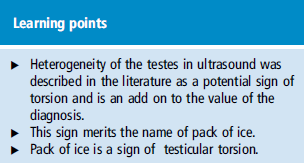 Learning points
► Heterogeneity of the testes in ultrasound was
described in the literature as a potential sign of
torsion and is an add on to the value of the
diagnosis.
► This sign merits the name of pack of ice.
► Pack of ice is a sign of testicular torsion.